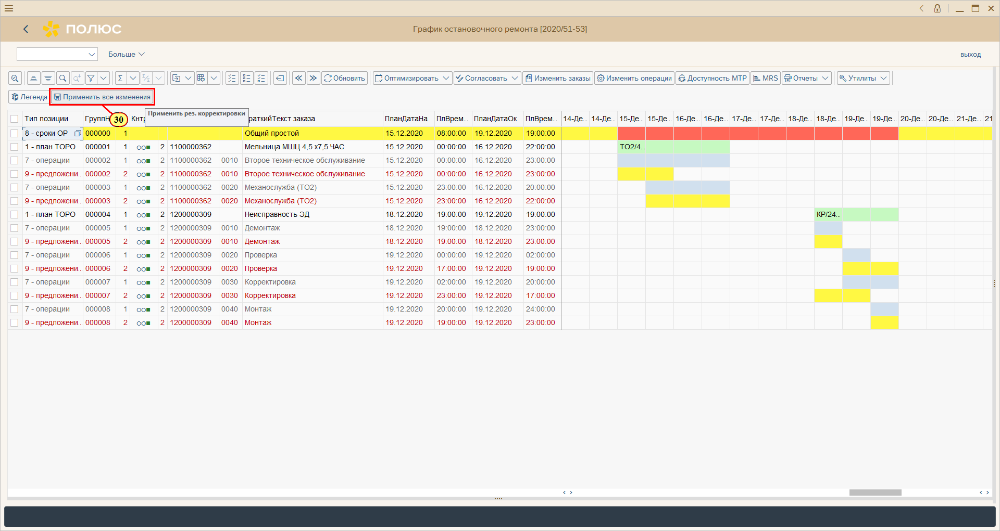 ПОЛЮС
График остановочного ремонта [2020/51-53]
Больше
выход
Обновить Оптимизировать Согласовать Изменить заказы Изменить операции Доступность МТР MRS Отчеты Утилиты
Легенда Применить все изменения
Применить рез. корректировки
30
Тип позиции ПланДатаНа ПлВрем... ПланДатаОк ПлВрем... 14-Де... 14-Де... 15-Де... 15-Де... 16-Де... 16-Де... 17-Де... 17-Де... 18-Де... 18-Де... 19-Де... 19-Де... 20-Де... 20-Де... 21-Де... 21
8 - сроки ОР 000000 1 Общий простой 15.12.2020 08:00:00 19.12.2020 19:00:00
1 - план ТОРО 000001 1 2 1100000362 Мельница МШЦ 4,5 x7,5 ЧАС 15.12.2020 00:00:00 16.12.2020 22:00:00 ТО2/4...
7 - операции 000002 1 2 1100000362 0010 Второе техническое обслуживание 15.12.2020 00:00:00 16.12.2020 23:00:00
9 - предложени... 000002 2 2 1100000362 0010 Второе техническое обслуживание 15.12.2020 00:00:00 16.12.2020 23:00:00
7 - операции 000003 1 2 1100000362 0020 Механослужба (ТО2) 15.12.2020 23:00:00 16.12.2020 20:00:00
9 - предложени... 000003 2 2 1100000362 0020 Механослужба (ТО2) 15.12.2020 23:00:00 16.12.2020 22:00:00
1 - план ТОРО 000004 1 2 1200000309 Неисправность ЭД 18.12.2020 19:00:00 19.12.2020 19:00:00 КР/24...
7 - операции 000005 1 2 1200000309 0010 Демонтаж 18.12.2020 19:00:00 18.12.2020 23:00:00
9 - предложени... 000005 2 2 1200000309 0010 Демонтаж 18.12.2020 19:00:00 18.12.2020 23:00:00
7 - операции 000006 1 2 1200000309 0020 Проверка 19.12.2020 00:00:00 19.12.2020 02:00:00
9 - предложени... 000006 2 2 1200000309 0020 Проверка 19.12.2020 17:00:00 19.12.2020 19:00:00
7 - операции 000007 1 2 1200000309 0030 Корректировка 19.12.2020 02:00:00 19.12.2020 20:00:00
9 - предложени... 000007 2 2 1200000309 0030 Корректировка 19.12.2020 23:00:00 19.12.2020 17:00:00
7 - операции 000008 1 2 1200000309 0040 Монтаж 19.12.2020 20:00:00 19.12.2020 24:00:00
9 - предложени... 000008 2 2 1200000309 0040 Монтаж 19.12.2020 19:00:00 19.12.2020 23:00:00